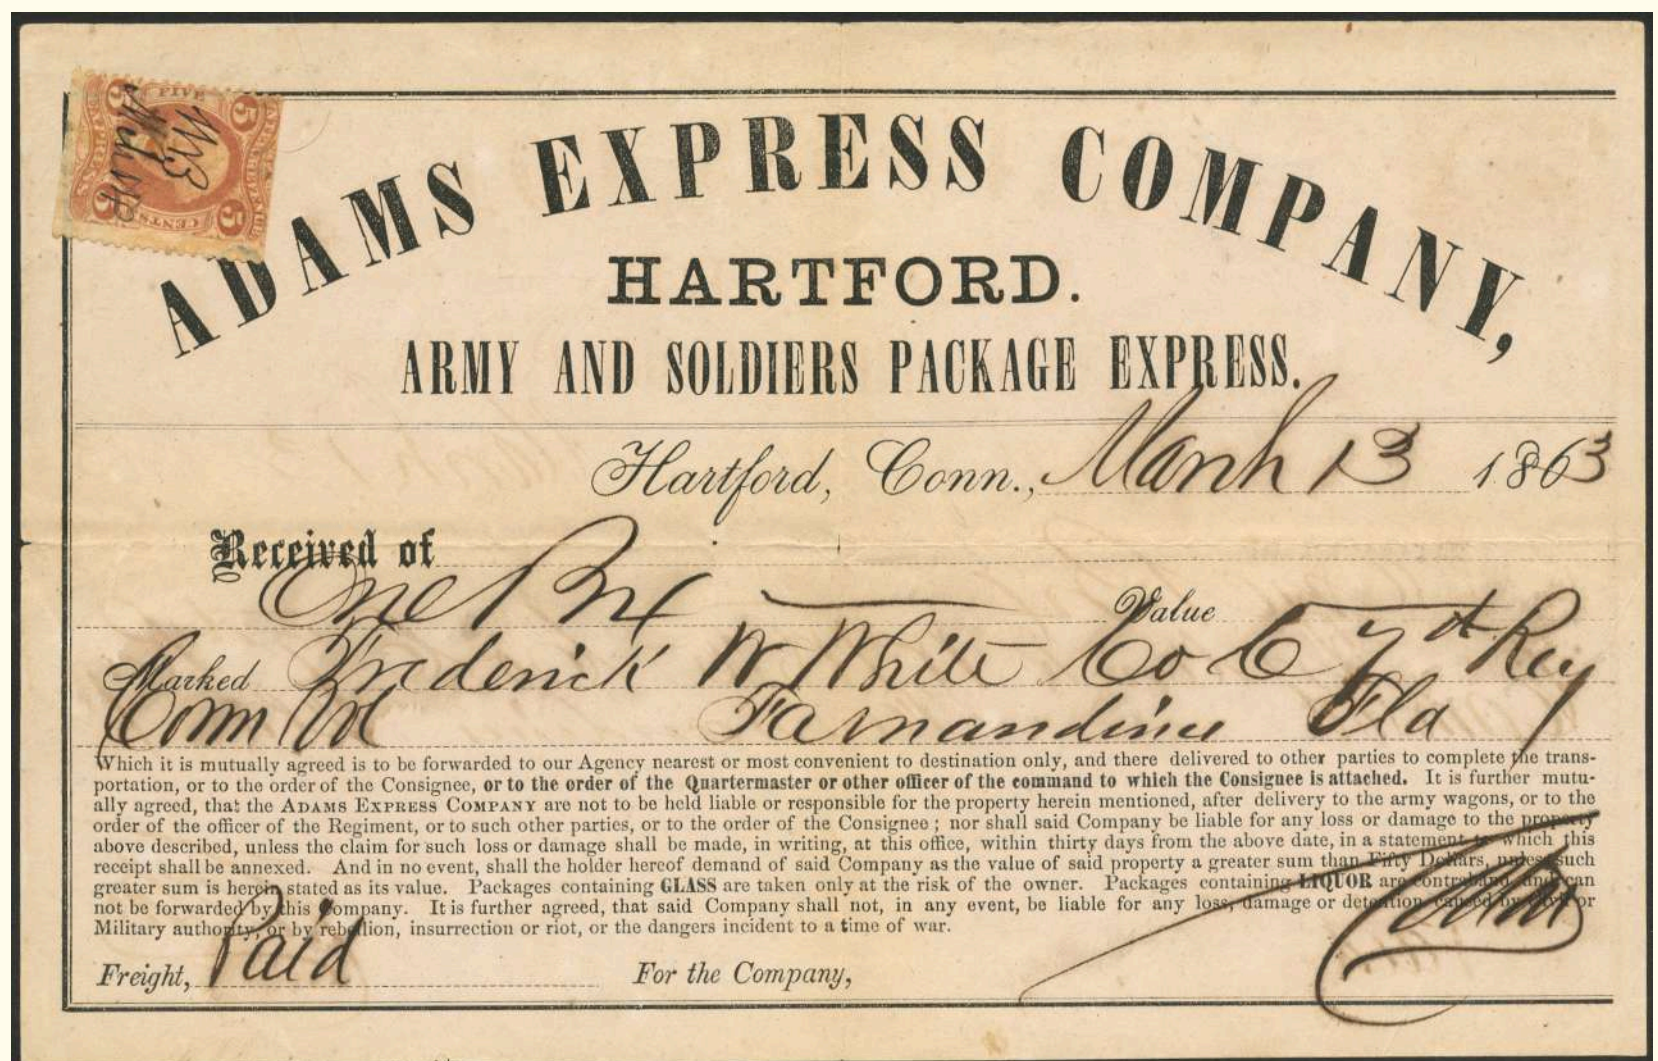 FIVE
5 5
5 5
CENTS
M13
ADAMS EXPRESS COMPANY,
HARTFORD.
ARMY AND SOLDIERS PACKAGE EXPRESS.
Hartford, Conn., March 13 1863
Received of
One Bx Value
Marked Frederick W White Co C 7th Reg
Conn Vol Farnandina Fla
Which it is mutually agreed is to be forwarded to our Agency nearest or most convenient to destination only, and there delivered to other parties to complete the trans-
portation, or to the order of the Consignee, or to the order of the Quartermaster or other officer of the command to which the Consignee is attached. It is further mutu-
ally agreed, that the ADAMS EXPRESS COMPANY are not to be held liable or responsible for the property herein mentioned, after delivery to the army wagons, or to the
order of the officer of the Regiment, or to such other parties, or to the order of the Consignee; nor shall said Company be liable for any loss or damage to the property
above described, unless the claim for such loss or damage shall be made, in writing, at this office, within thirty days from the above date, in a statement to which this
receipt shall be annexed. And in no event, shall the holder hereof demand of said Company as the value of said property a greater sum than Fifty Dollars, unless such
greater sum is herein stated as its value. Packages containing GLASS are taken only at the risk of the owner. Packages containing LIQUOR are contraband, and can
not be forwarded by this Company. It is further agreed, that said Company shall not, in any event, be liable for any loss, damage or detention caused by Civil or
Military authority, or by rebellion, insurrection or riot, or the dangers incident to a time of war.
Freight, Paid For the Company,